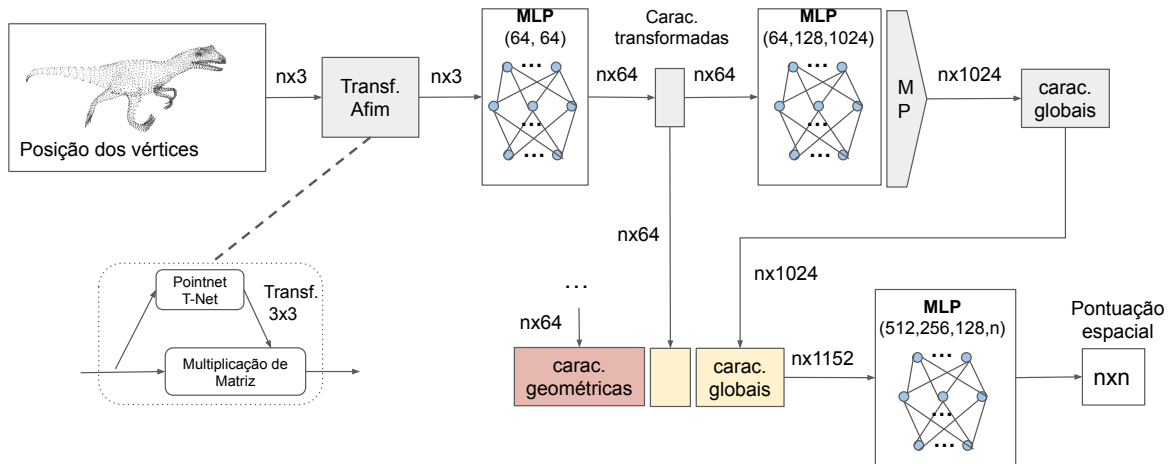 Posição dos vértices
nx3
Transf.
Afim
nx3
MLP
(64, 64)
...
...
...
nx64
Carac.
transformadas
nx64
MLP
(64,128,1024)
...
...
...
M
P
nx1024
carac.
globais
nx64
nx1024
Pointnet
T-Net
Transf.
3x3
Multiplicação de
Matriz
...
nx64
carac.
geométricas
carac.
globais
nx1152
MLP
(512,256,128,n)
...
...
...
Pontuação
espacial
nxn